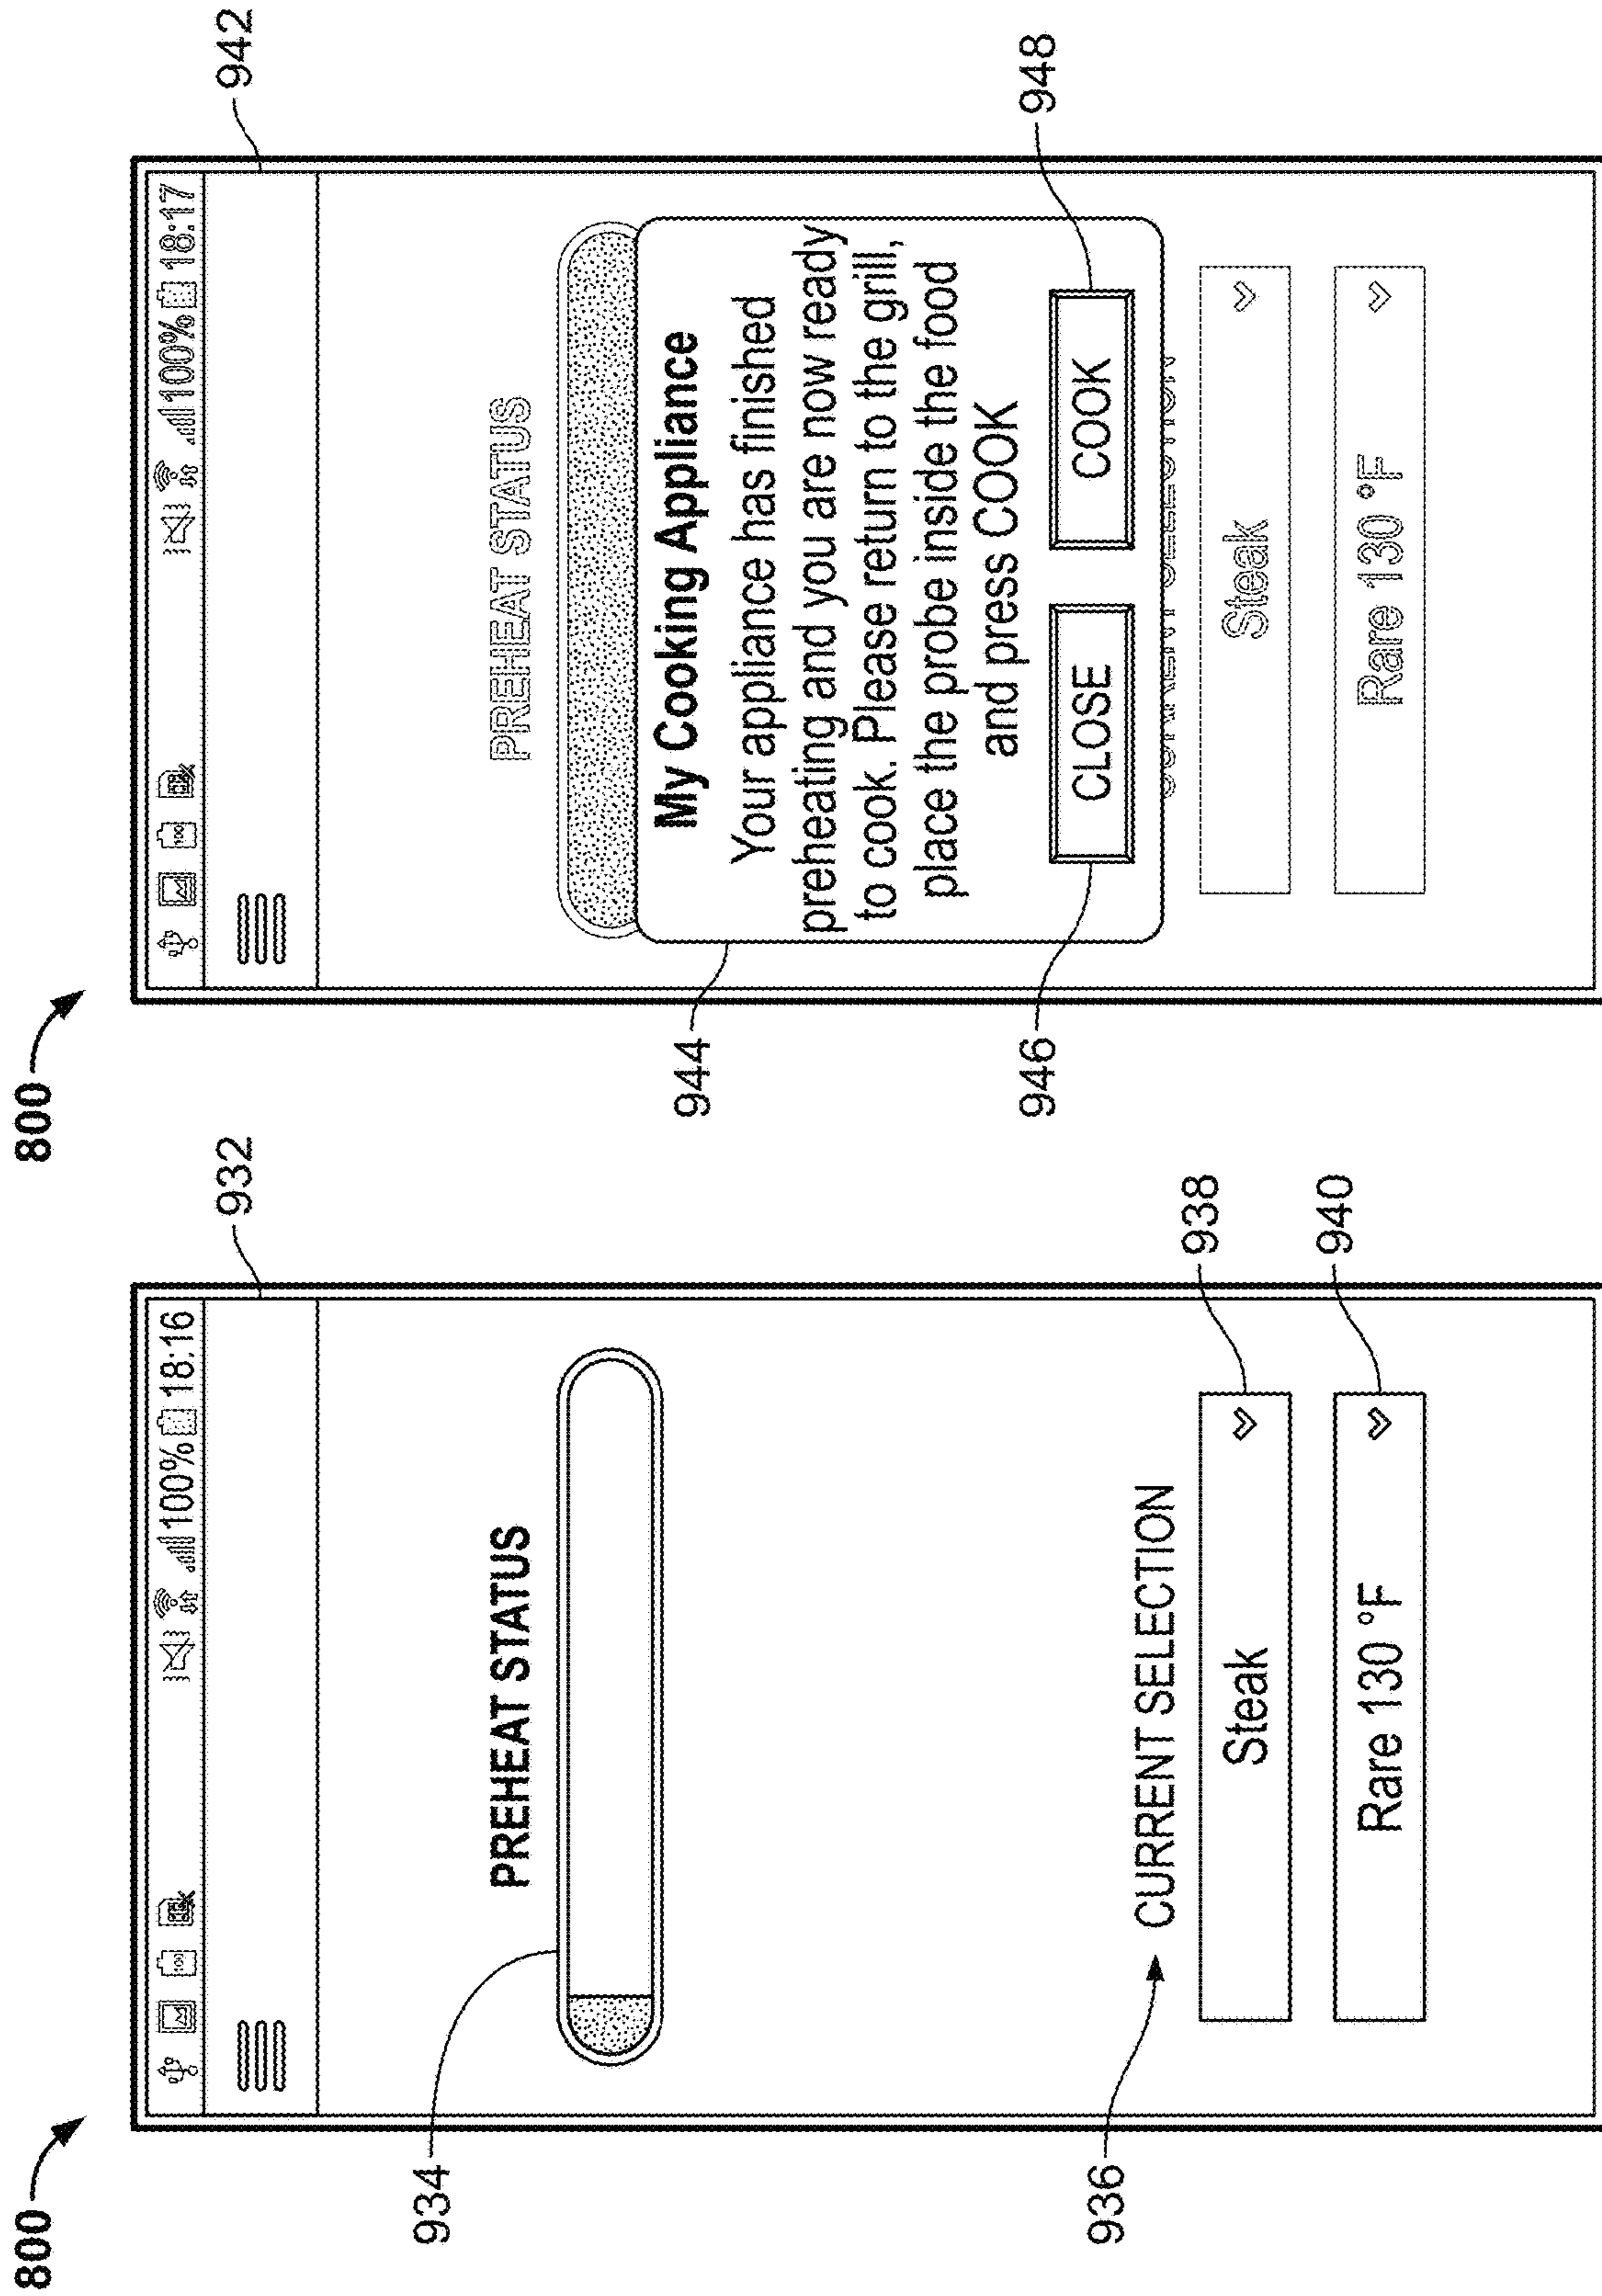 800
932
100% 18:16
PREHEAT STATUS
934
936
CURRENT SELECTION
938
Steak
940
Rare 130 °F
800
942
100% 18:17
PREHEAT STATUS
944
My Cooking Appliance
Your appliance has finished
preheating and you are now ready
to cook. Please return to the grill,
place the probe inside the food
and press COOK
946
948
CLOSE
COOK
Steak
Rare 130 °F